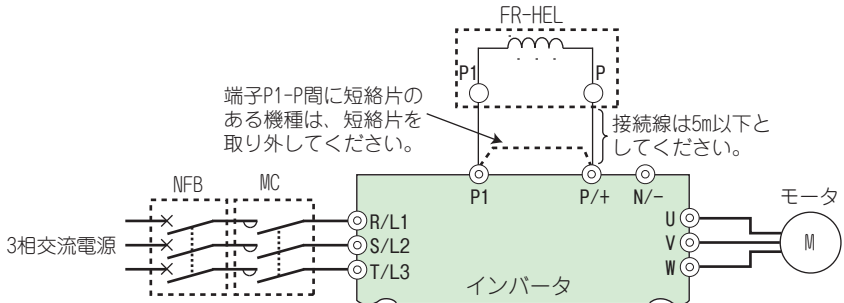 FR-HEL
P1
P
端子P1-P間に短絡片の
ある機種は、短絡片を
取り外してください。
接続線は5m以下と
してください。
P1
P/+
N/-
NFB
MC
モータ
3相交流電源
R/L1
S/L2
T/L3
U
V
W
M
インバータ